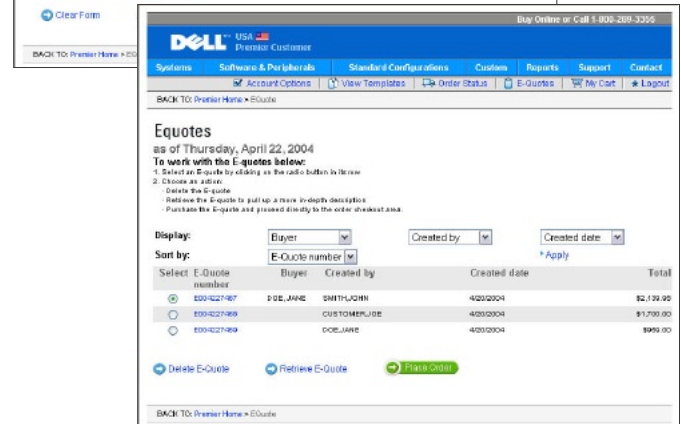 Clear Form
BACK TO: Premier Home > EQ
Buy Online or Call 1-800-289-3355
DELL™ USA
Premier Customer
Systems Software & Peripherals Standard Configurations Custom Reports Support Contact
Account Options View Templates Order Status E-Quotes My Cart Logout
BACK TO: Premier Home > EQuote
Equotes
as of Thursday, April 22, 2004
To work with the E-quotes below:
1. Select an E-quote by clicking on the radio button in its row
2. Choose an action:
- Delete the E-quote
- Retrieve the E-quote to pull up a more in-depth description
- Purchase the E-quote and proceed directly to the order checkout area.
Display: Buyer Created by Created date
Sort by: E-Quote number Apply
Select E-Quote number Buyer Created by Created date Total
E004227467 DOE, JANE SMITH,JOHN 4/20/2004 $2,139.95
E004227468 CUSTOMER,JOE 4/20/2004 $1,700.00
E004227469 DOE,JANE 4/20/2004 $969.00
Delete E-Quote Retrieve E-Quote Place Order
BACK TO: Premier Home > EQuote